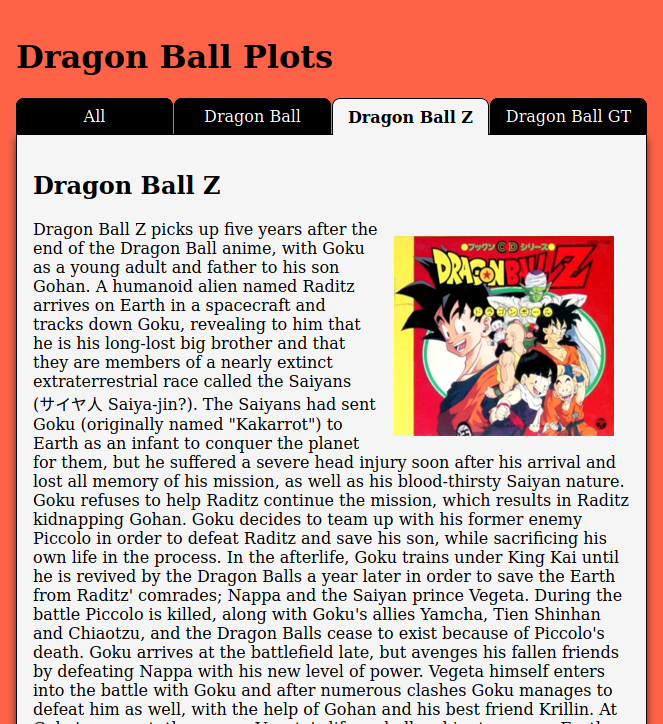 Dragon Ball Plots
All
Dragon Ball
Dragon Ball Z
Dragon Ball GT
Dragon Ball Z
Dragon Ball Z picks up five years after the
end of the Dragon Ball anime, with Goku
as a young adult and father to his son
Gohan. A humanoid alien named Raditz
arrives on Earth in a spacecraft and
tracks down Goku, revealing to him that
he is his long-lost big brother and that
they are members of a nearly extinct
extraterrestrial race called the Saiyans
(サイヤ人 Saiya-jin?). The Saiyans had sent
Goku (originally named "Kakarrot") to
Earth as an infant to conquer the planet
for them, but he suffered a severe head injury soon after his arrival and
lost all memory of his mission, as well as his blood-thirsty Saiyan nature.
Goku refuses to help Raditz continue the mission, which results in Raditz
kidnapping Gohan. Goku decides to team up with his former enemy
Piccolo in order to defeat Raditz and save his son, while sacrificing his
own life in the process. In the afterlife, Goku trains under King Kai until
he is revived by the Dragon Balls a year later in order to save the Earth
from Raditz' comrades; Nappa and the Saiyan prince Vegeta. During the
battle Piccolo is killed, along with Goku's allies Yamcha, Tien Shinhan
and Chiaotzu, and the Dragon Balls cease to exist because of Piccolo's
death. Goku arrives at the battlefield late, but avenges his fallen friends
by defeating Nappa with his new level of power. Vegeta himself enters
into the battle with Goku and after numerous clashes Goku manages to
defeat him as well, with the help of Gohan and his best friend Krillin. At
ブックン CD シリーズ
DRAGON BALL Z
ドラゴンボール